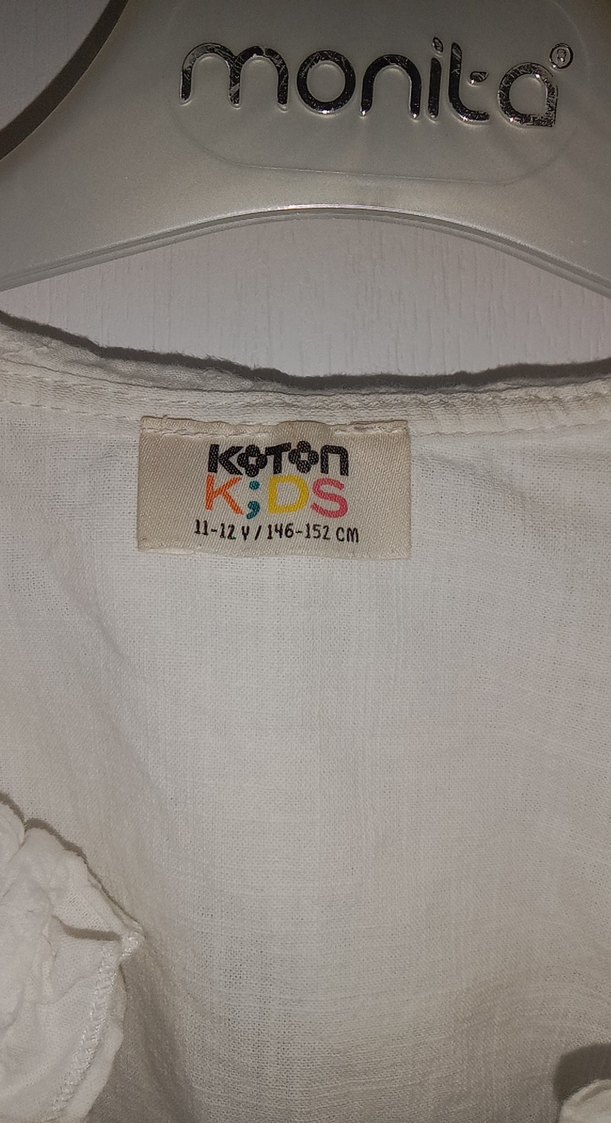 monita®
KOTON
K;DS
11-12 Y / 146-152 CM